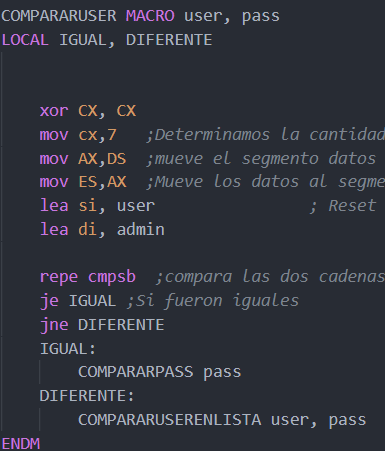 COMPARARUSER MACRO user, pass
LOCAL IGUAL, DIFERENTE
xor CX, CX
mov cx,7 ;Determinamos la cantidad
mov AX,DS ;mueve el segmento datos
mov ES,AX ;Mueve los datos al segme
lea si, user ; Reset
lea di, admin
repe cmpsb ;compara las dos cadenas
je IGUAL ;Si fueron iguales
jne DIFERENTE
IGUAL:
COMPARARPASS pass
DIFERENTE:
COMPARARUSERENLISTA user, pass
ENDM